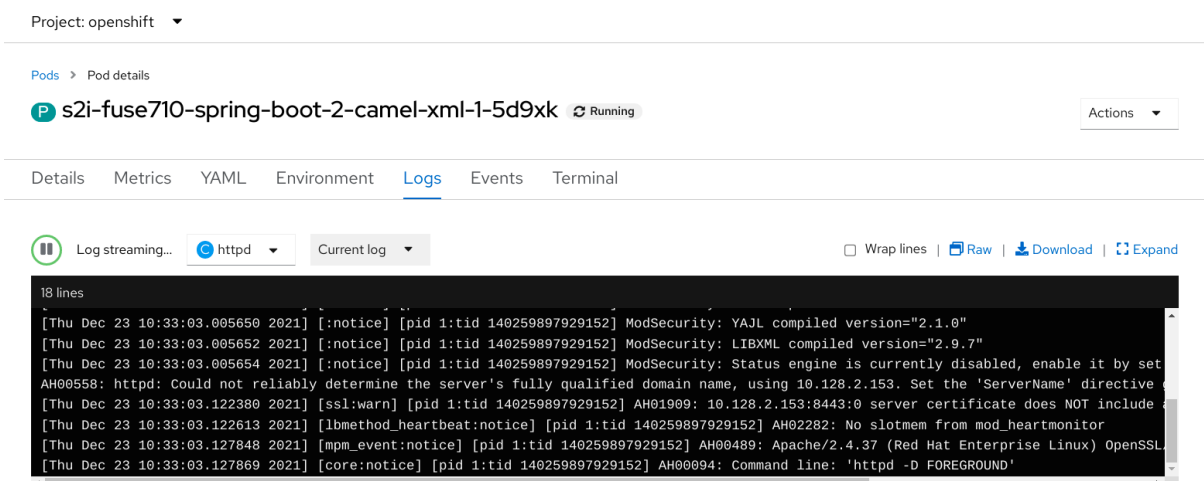 Project: openshift
Pods > Pod details
P s2i-fuse710-spring-boot-2-camel-xml-1-5d9xk Running
Actions
Details Metrics YAML Environment Logs Events Terminal
Log streaming... C httpd Current log Wrap lines | Raw | Download | Expand
18 lines
[Thu Dec 23 10:33:03.005650 2021] [:notice] [pid 1:tid 140259897929152] ModSecurity: YAJL compiled version="2.1.0"
[Thu Dec 23 10:33:03.005652 2021] [:notice] [pid 1:tid 140259897929152] ModSecurity: LIBXML compiled version="2.9.7"
[Thu Dec 23 10:33:03.005654 2021] [:notice] [pid 1:tid 140259897929152] ModSecurity: Status engine is currently disabled, enable it by set
AH00558: httpd: Could not reliably determine the server's fully qualified domain name, using 10.128.2.153. Set the 'ServerName' directive
[Thu Dec 23 10:33:03.122380 2021] [ssl:warn] [pid 1:tid 140259897929152] AH01909: 10.128.2.153:8443:0 server certificate does NOT include
[Thu Dec 23 10:33:03.122613 2021] [lbmethod_heartbeat:notice] [pid 1:tid 140259897929152] AH02282: No slotmem from mod_heartmonitor
[Thu Dec 23 10:33:03.127848 2021] [mpm_event:notice] [pid 1:tid 140259897929152] AH00489: Apache/2.4.37 (Red Hat Enterprise Linux) OpenSSL/
[Thu Dec 23 10:33:03.127869 2021] [core:notice] [pid 1:tid 140259897929152] AH00094: Command line: 'httpd -D FOREGROUND'